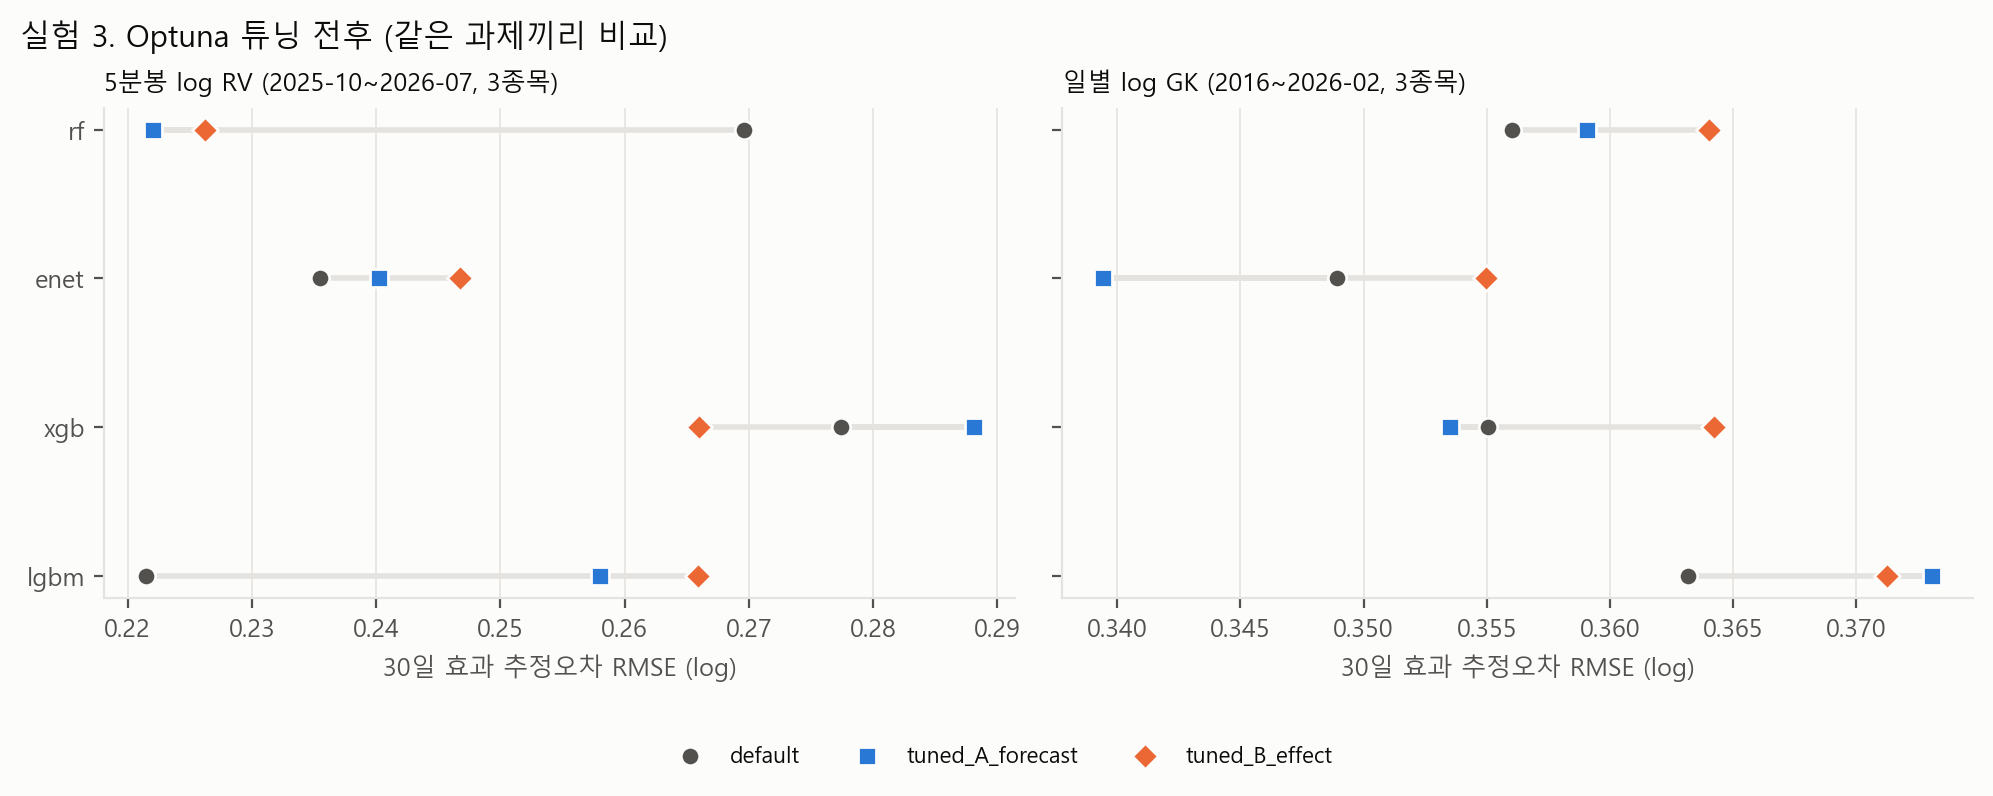 실험 3. Optuna 튜닝 전후 (같은 과제끼리 비교)
5분봉 log RV (2025-10~2026-07, 3종목)
일별 log GK (2016~2026-02, 3종목)
rf
enet
xgb
lgbm
0.22 0.23 0.24 0.25 0.26 0.27 0.28 0.29
0.340 0.345 0.350 0.355 0.360 0.365 0.370
30일 효과 추정오차 RMSE (log)
30일 효과 추정오차 RMSE (log)
default tuned_A_forecast tuned_B_effect